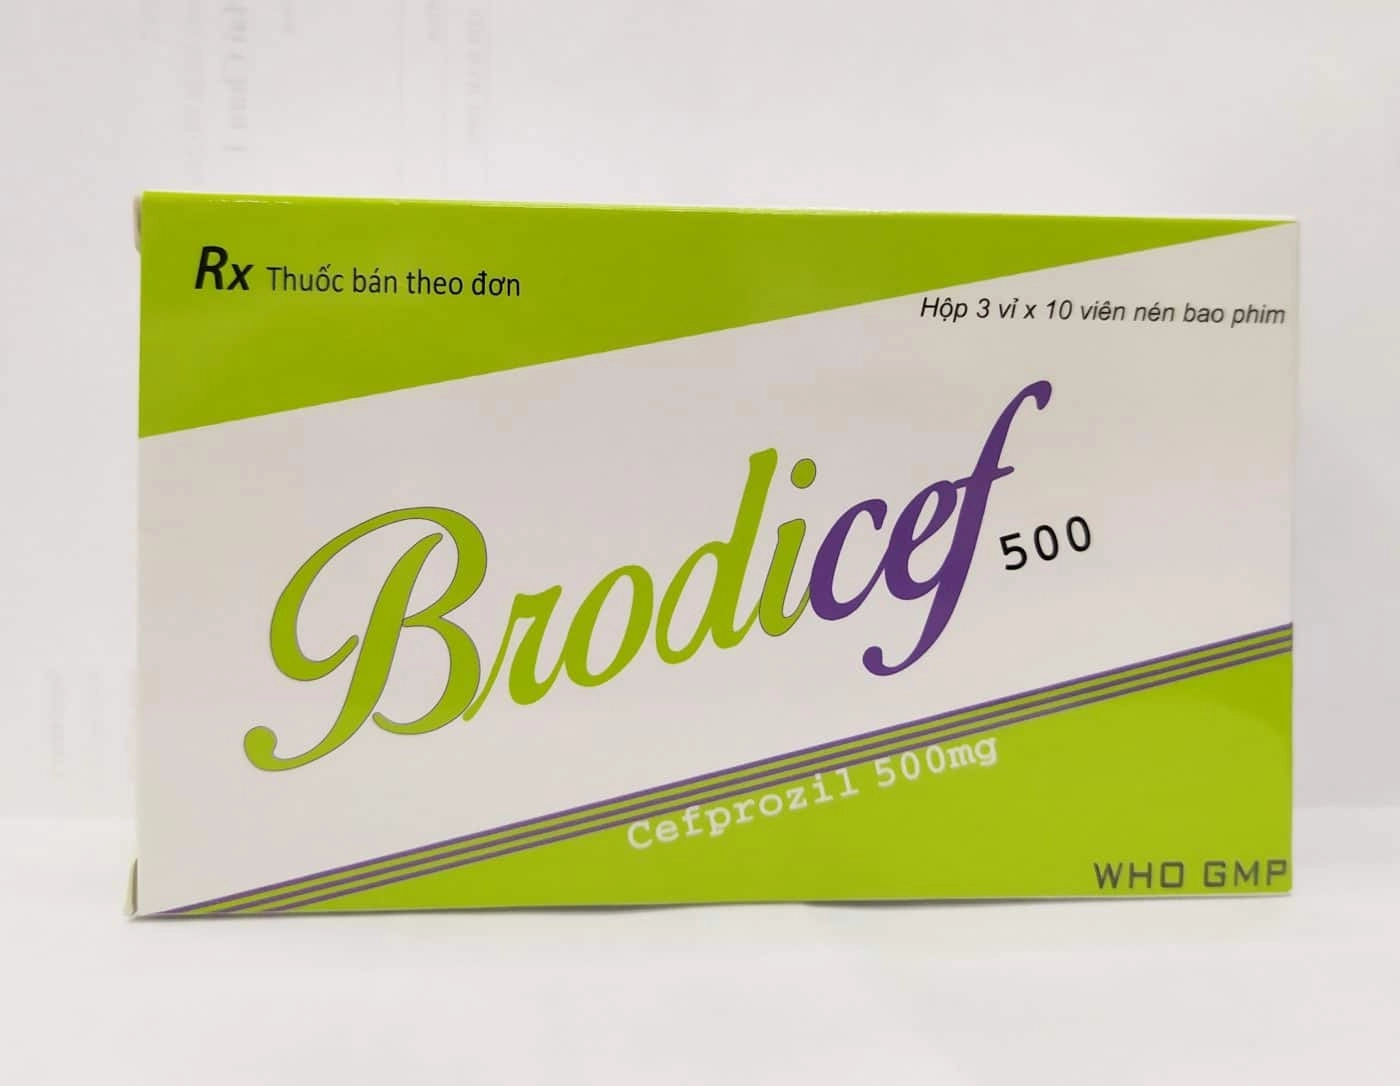 Rx Thuốc bán theo đơn
Hộp 3 vỉ x 10 viên nén bao phim
Brodicef 500
Cefprozil 500mg
WHO GMP